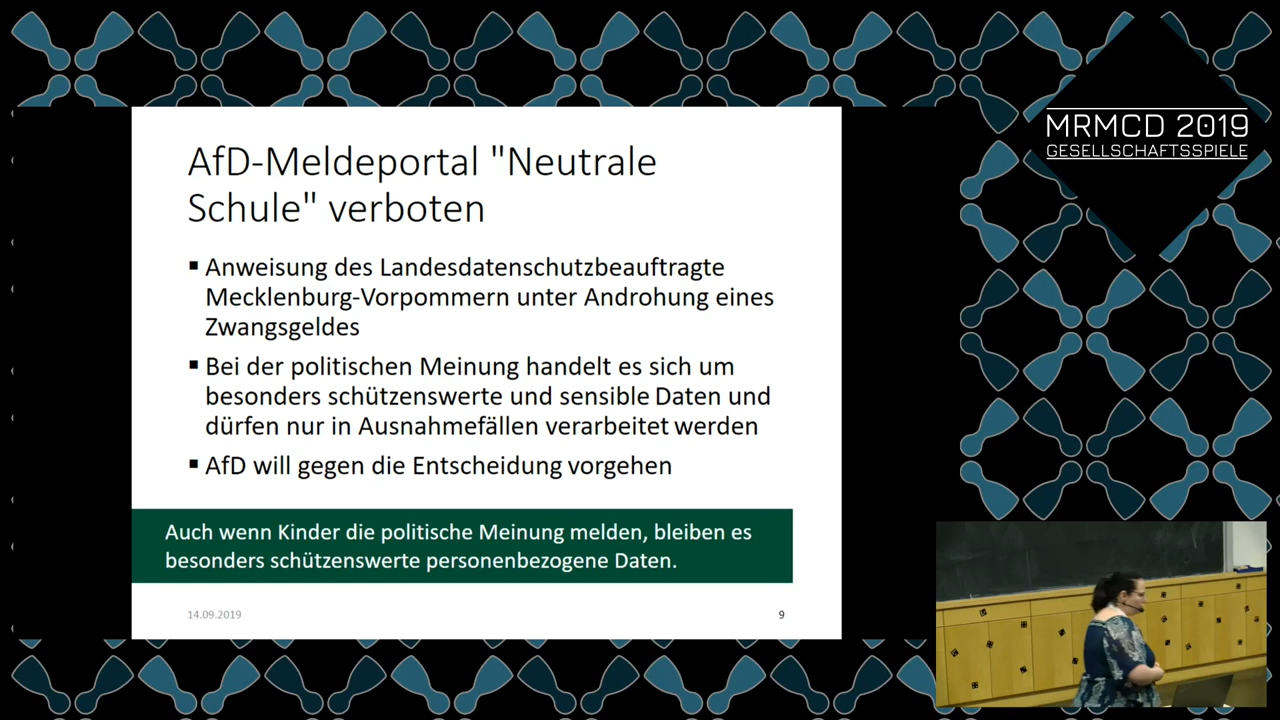 MRMCD 2019
GESELLSCHAFTSSPIELE
AfD-Meldeportal "Neutrale
Schule" verboten
▪ Anweisung des Landesdatenschutzbeauftragte
Mecklenburg-Vorpommern unter Androhung eines
Zwangsgeldes
▪ Bei der politischen Meinung handelt es sich um
besonders schützenswerte und sensible Daten und
dürfen nur in Ausnahmefällen verarbeitet werden
▪ AfD will gegen die Entscheidung vorgehen
Auch wenn Kinder die politische Meinung melden, bleiben es
besonders schützenswerte personenbezogene Daten.
14.09.2019
9